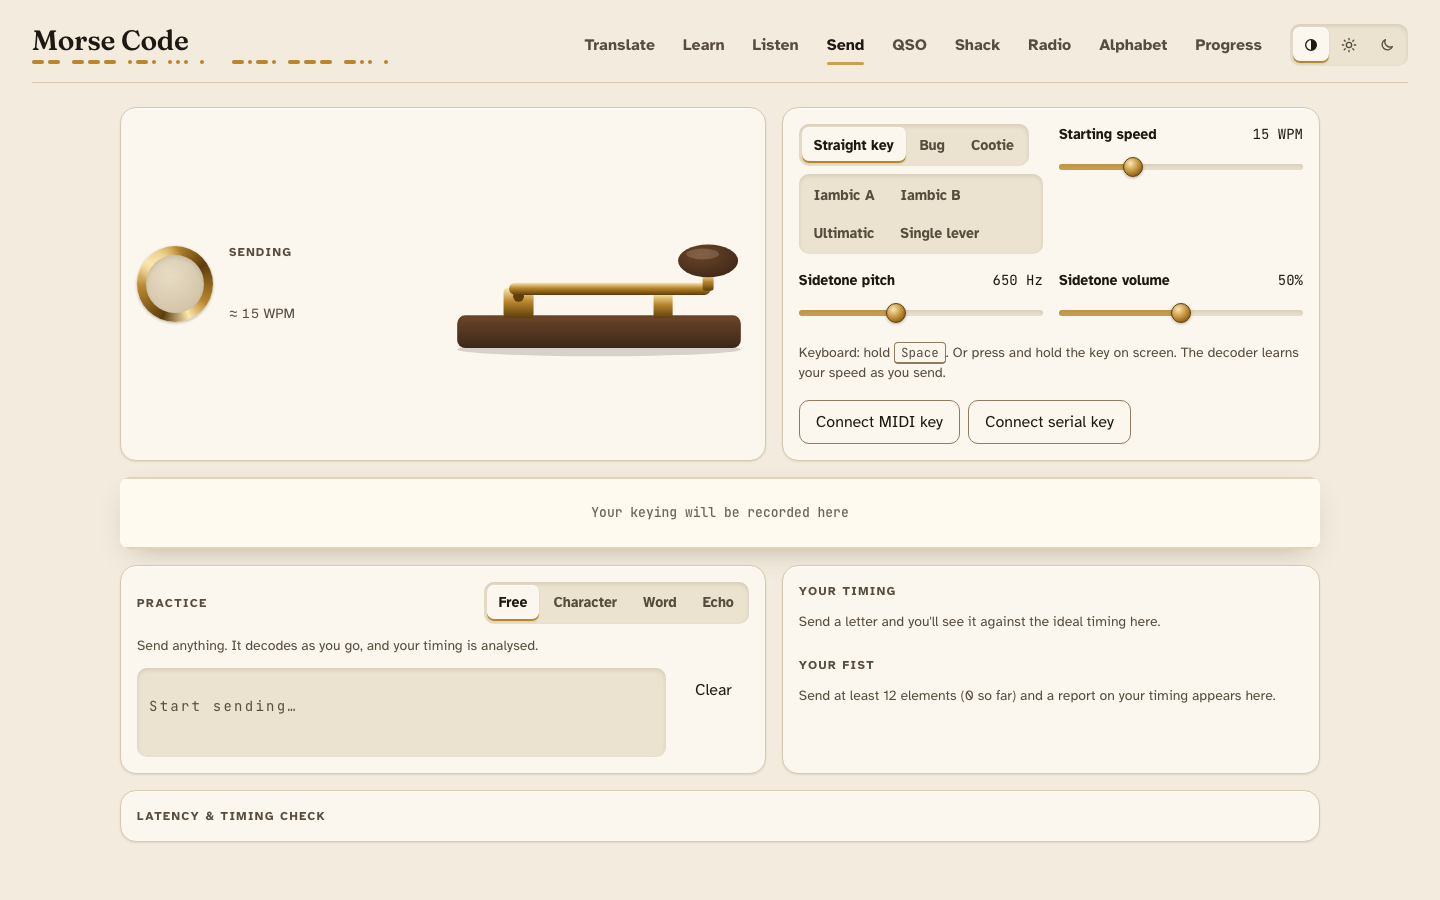 Morse Code
Translate Learn Listen Send QSO Shack Radio Alphabet Progress
SENDING
≈ 15 WPM
Straight key Bug Cootie
Iambic A Iambic B
Ultimatic Single lever
Starting speed 15 WPM
Sidetone pitch 650 Hz
Sidetone volume 50%
Keyboard: hold Space. Or press and hold the key on screen. The decoder learns
your speed as you send.
Connect MIDI key Connect serial key
Your keying will be recorded here
PRACTICE
Free Character Word Echo
Send anything. It decodes as you go, and your timing is analysed.
Start sending…
Clear
YOUR TIMING
Send a letter and you'll see it against the ideal timing here.
YOUR FIST
Send at least 12 elements (0 so far) and a report on your timing appears here.
LATENCY & TIMING CHECK